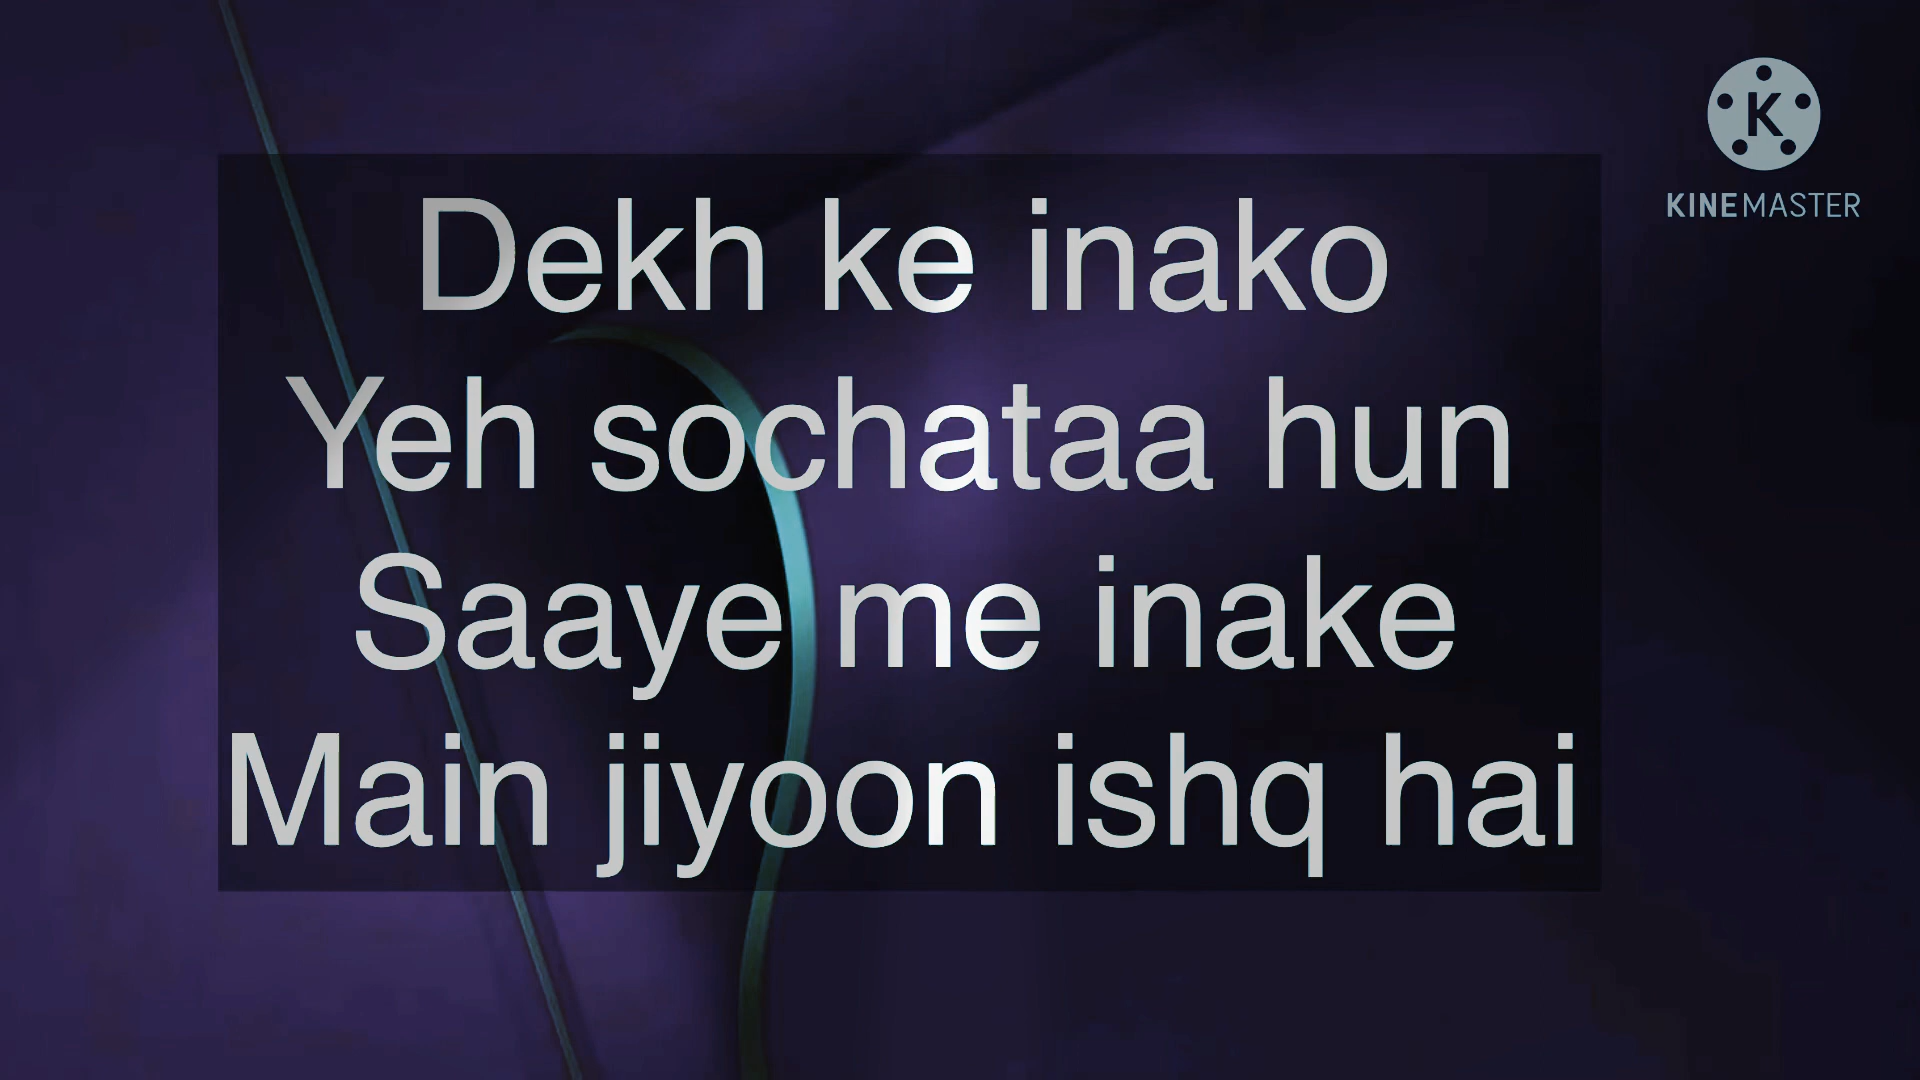 K
KINEMASTER
Dekh ke inako
Yeh sochataa hun
Saaye me inake
Main jiyoon ishq hai